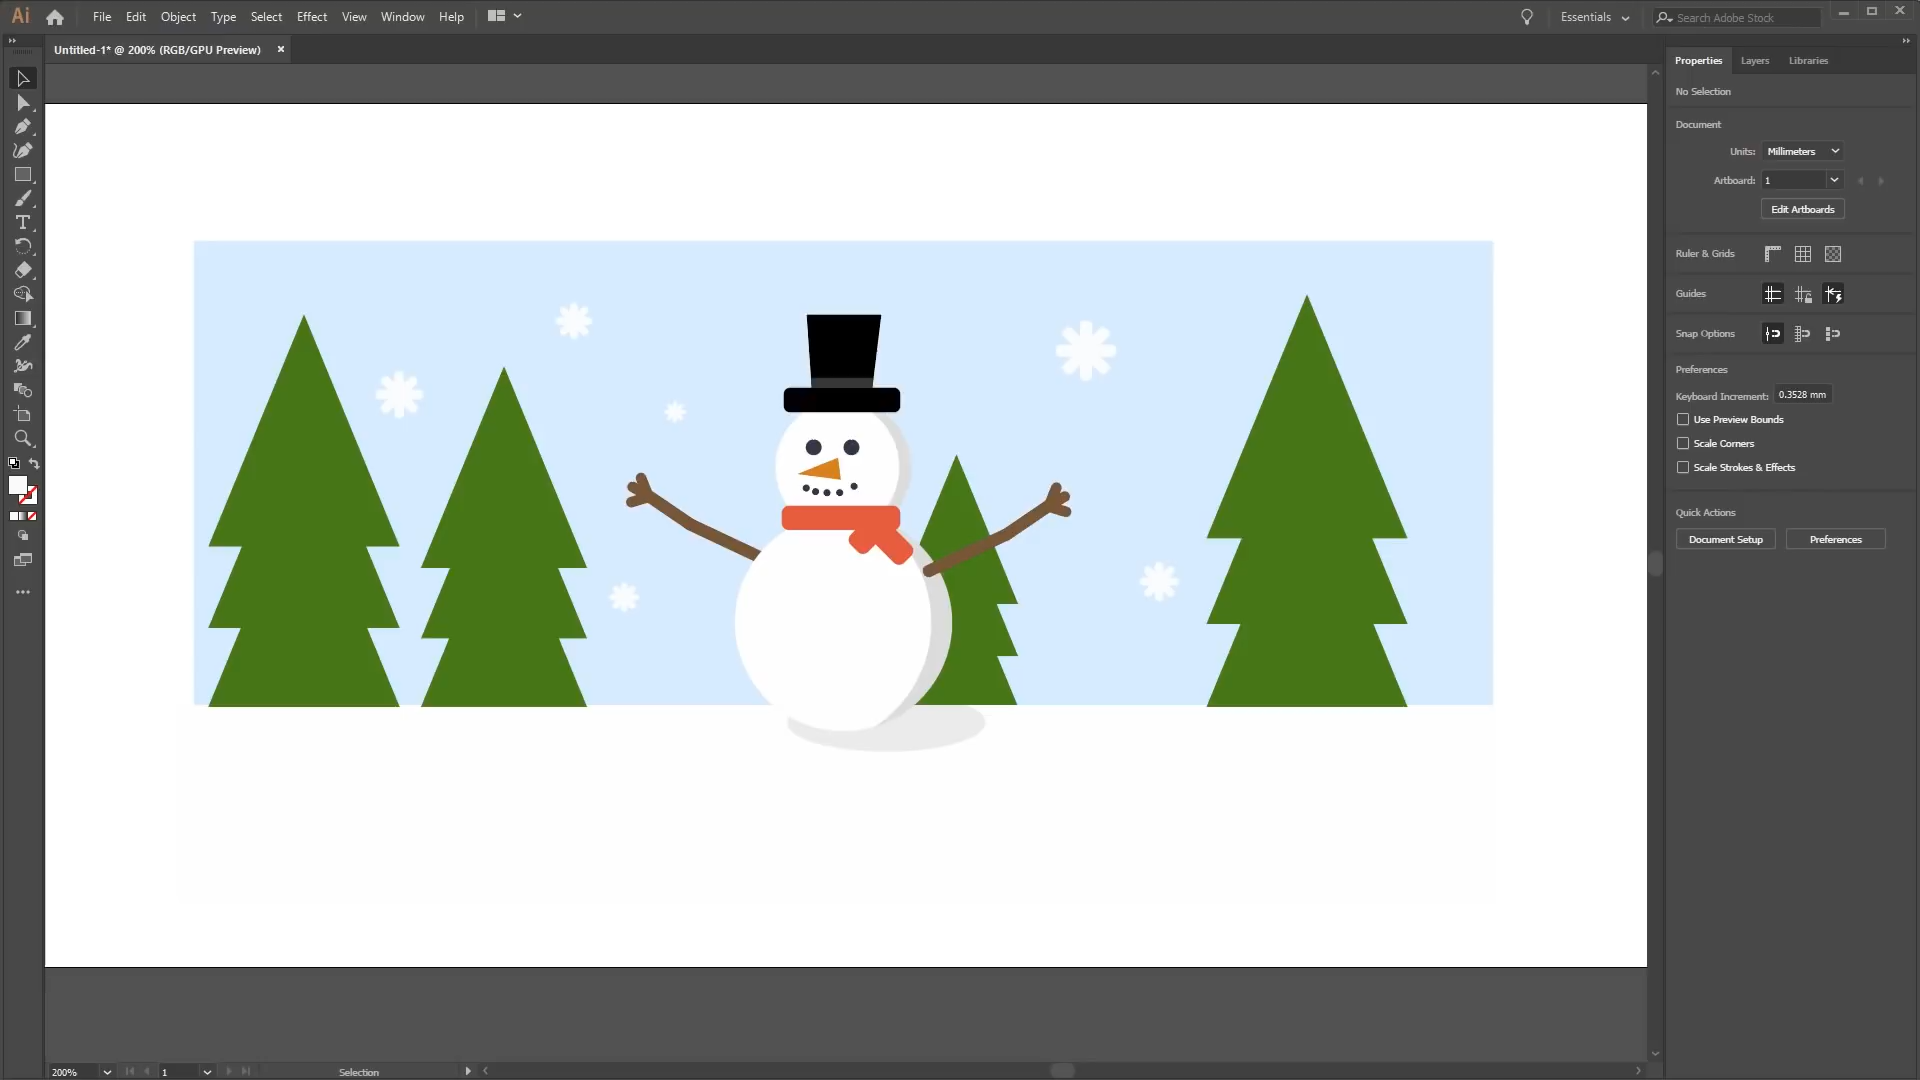 Ai File Edit Object Type Select Effect View Window Help Essentials Search Adobe Stock
Untitled-1* @ 200% (RGB/GPU Preview) ×
Properties Layers Libraries
No Selection
Document
Units: Millimeters
Artboard: 1
Edit Artboards
Ruler & Grids
Guides
Snap Options
Preferences
Keyboard Increment: 0.3528 mm
Use Preview Bounds
Scale Corners
Scale Strokes & Effects
Quick Actions
Document Setup Preferences
200% 1 Selection